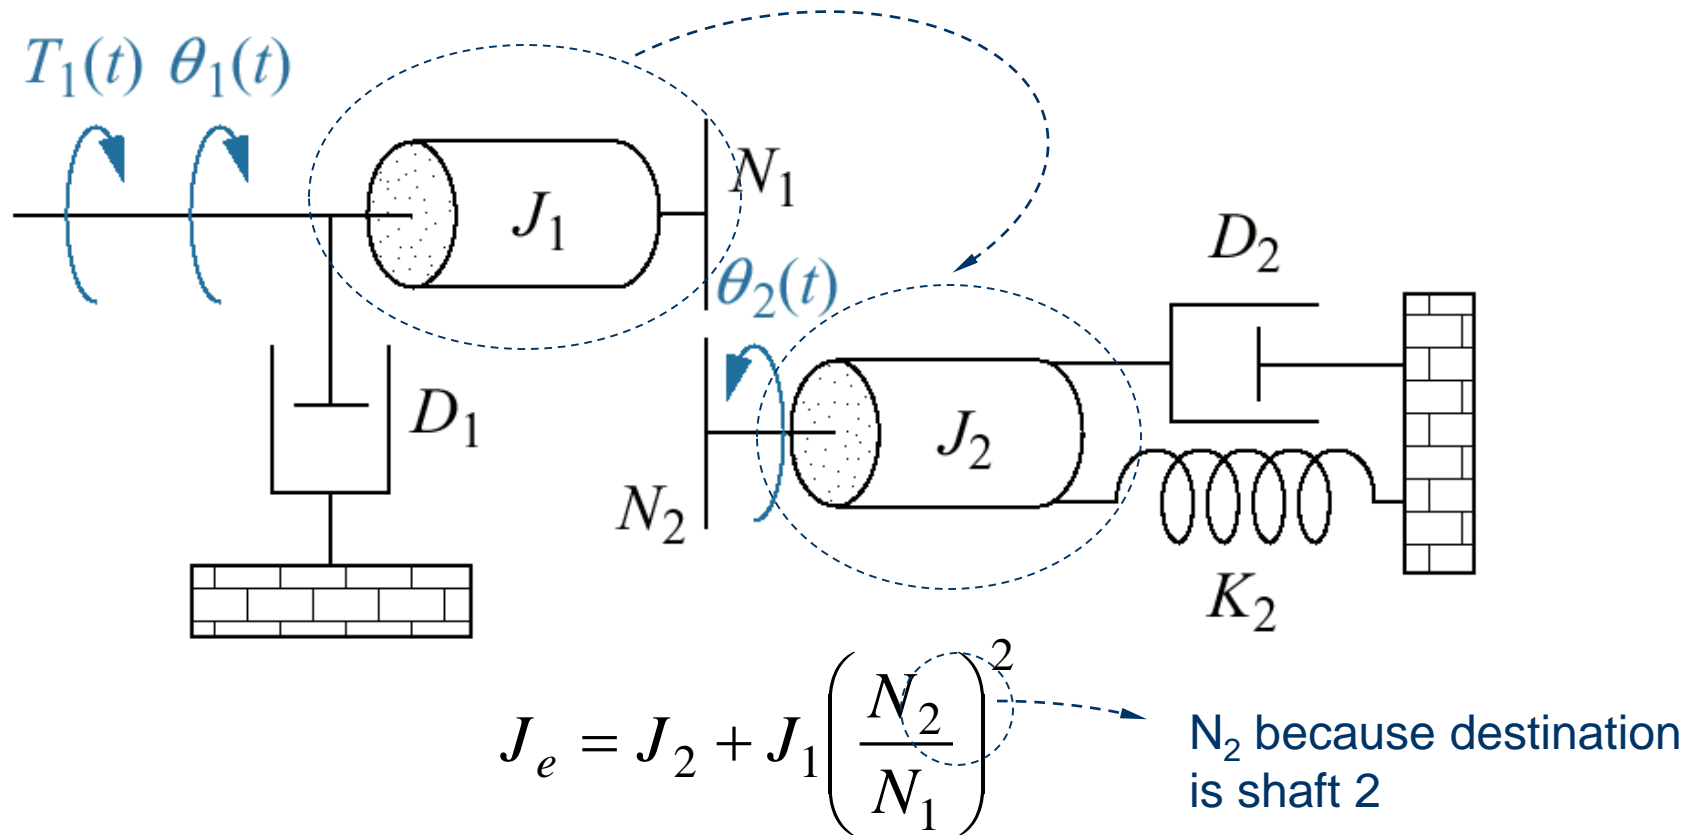 T₁(t) θ₁(t)
J₁
N₁
D₁
θ₂(t)
N₂
J₂
D₂
K₂
Jₑ = J₂ + J₁(N₂/N₁)²
N₂ because destination
is shaft 2